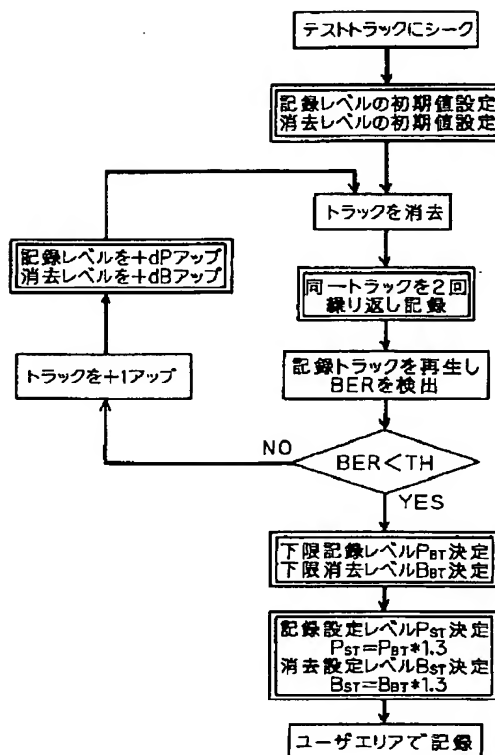 テストトラックにシーク
記録レベルの初期値設定
消去レベルの初期値設定
トラックを消去
記録レベルを+dPアップ
消去レベルを+dBアップ
同一トラックを2回
繰り返し記録
トラックを+1アップ
記録トラックを再生し
BERを検出
NO
BER<TH
YES
下限記録レベルPBT決定
下限消去レベルBBT決定
記録設定レベルPST決定
PST=PBT*1.3
消去設定レベルBST決定
BST=BBT*1.3
ユーザエリアで記録